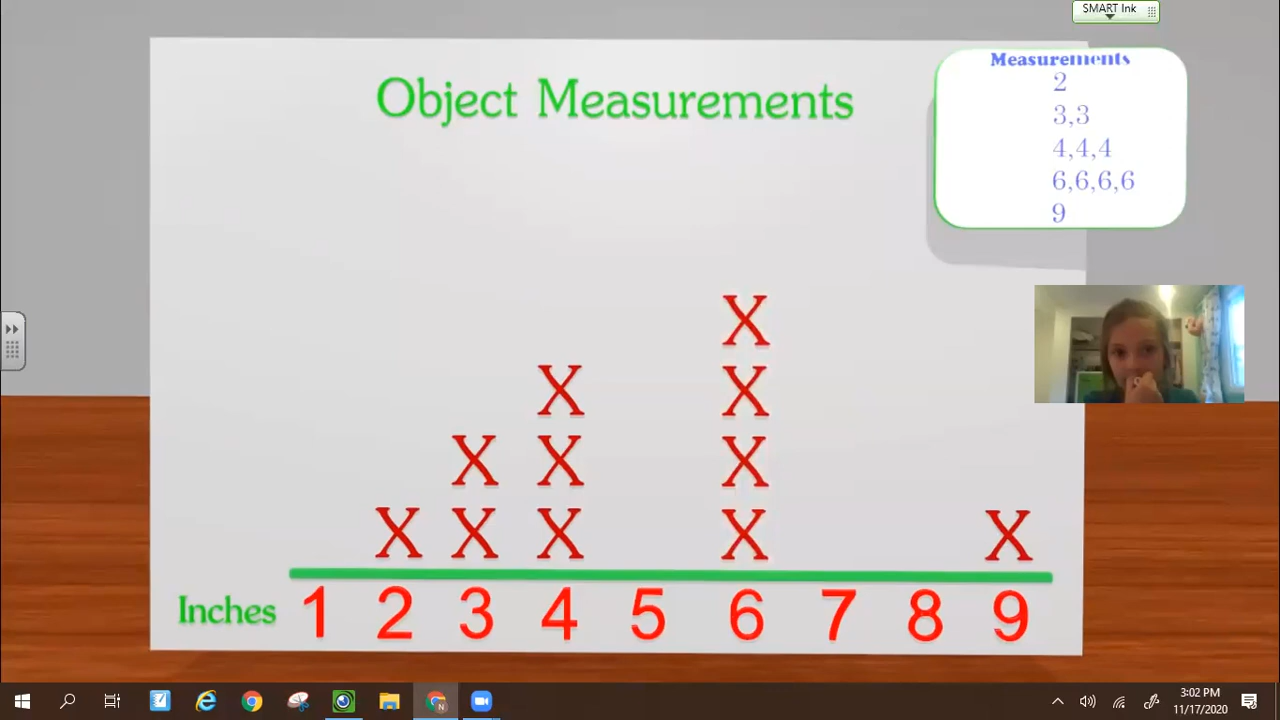 SMART Ink
Object Measurements
Measurements
2
3,3
4,4,4
6,6,6,6
9
X
X X
X X X
X X X X X
Inches 1 2 3 4 5 6 7 8 9
3:02 PM
11/17/2020